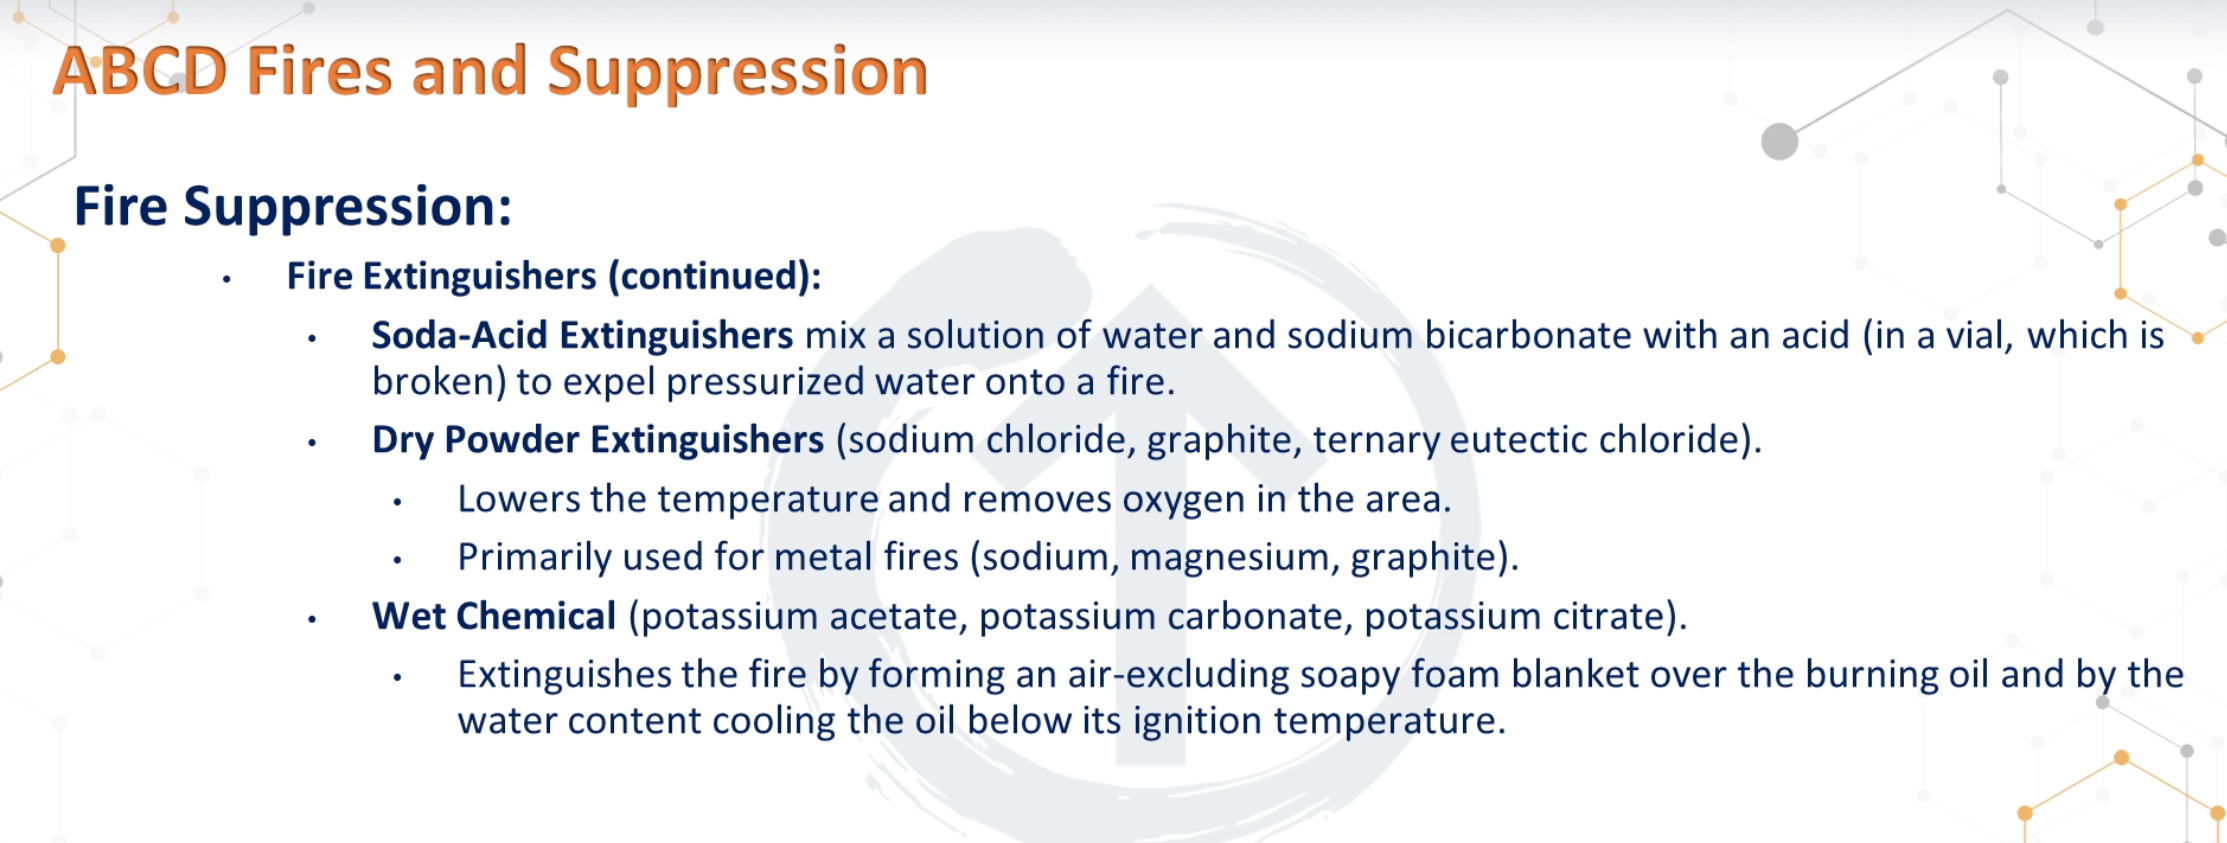 ABCD Fires and Suppression
Fire Suppression:
• Fire Extinguishers (continued):
• Soda-Acid Extinguishers mix a solution of water and sodium bicarbonate with an acid (in a vial, which is
broken) to expel pressurized water onto a fire.
• Dry Powder Extinguishers (sodium chloride, graphite, ternary eutectic chloride).
• Lowers the temperature and removes oxygen in the area.
• Primarily used for metal fires (sodium, magnesium, graphite).
• Wet Chemical (potassium acetate, potassium carbonate, potassium citrate).
• Extinguishes the fire by forming an air-excluding soapy foam blanket over the burning oil and by the
water content cooling the oil below its ignition temperature.